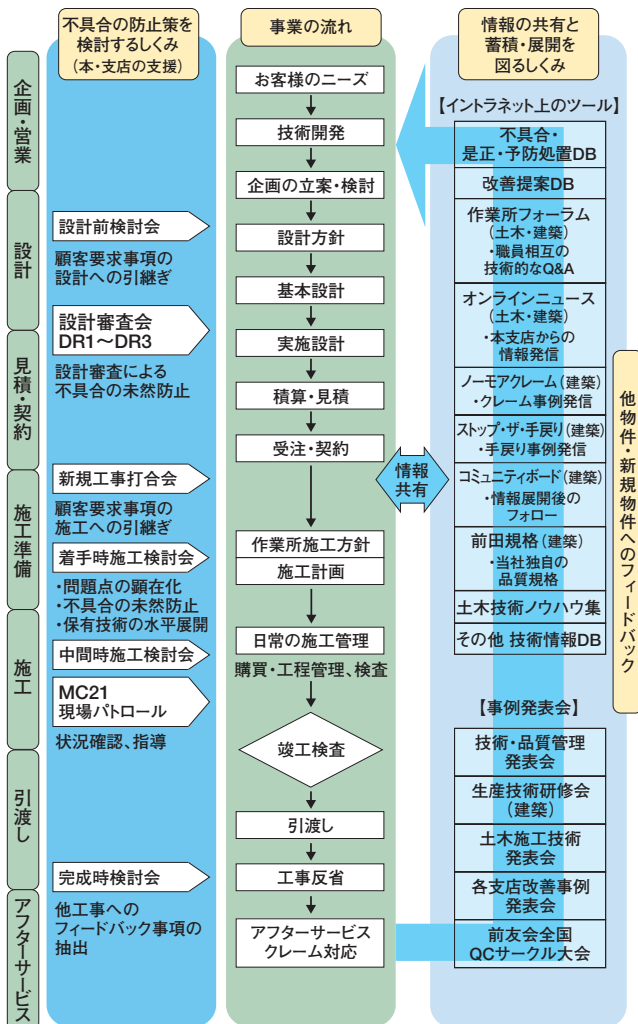 企画・営業
設計
見積・契約
施工準備
施工
引渡し
アフターサービス
不具合の防止策を
検討するしくみ
（本・支店の支援）
設計前検討会
顧客要求事項の
設計への引継ぎ
設計審査会
DR1～DR3
設計審査による
不具合の未然防止
新規工事打合会
顧客要求事項の
施工への引継ぎ
着手時施工検討会
・問題点の顕在化
・不具合の未然防止
・保有技術の水平展開
中間時施工検討会
MC21
現場パトロール
状況確認、指導
完成時検討会
他工事への
フィードバック事項の
抽出
事業の流れ
お客様のニーズ
技術開発
企画の立案・検討
設計方針
基本設計
実施設計
積算・見積
受注・契約
作業所施工方針
施工計画
日常の施工管理
購買・工程管理、検査
竣工検査
引渡し
工事反省
アフターサービス
クレーム対応
情報
共有
情報の共有と
蓄積・展開を
図るしくみ
【イントラネット上のツール】
不具合・
是正・予防処置DB
改善提案DB
作業所フォーラム
（土木・建築）
・職員相互の
技術的なQ&A
オンラインニュース
（土木・建築）
・本支店からの
情報発信
ノーモアクレーム（建築）
・クレーム事例発信
ストップ・ザ・手戻り（建築）
・手戻り事例発信
コミュニティボード（建築）
・情報展開後の
フォロー
前田規格（建築）
・当社独自の
品質規格
土木技術ノウハウ集
その他 技術情報DB
【事例発表会】
技術・品質管理
発表会
生産技術研修会
（建築）
土木施工技術
発表会
各支店改善事例
発表会
前友会全国
QCサークル大会
他物件・新規物件へのフィードバック